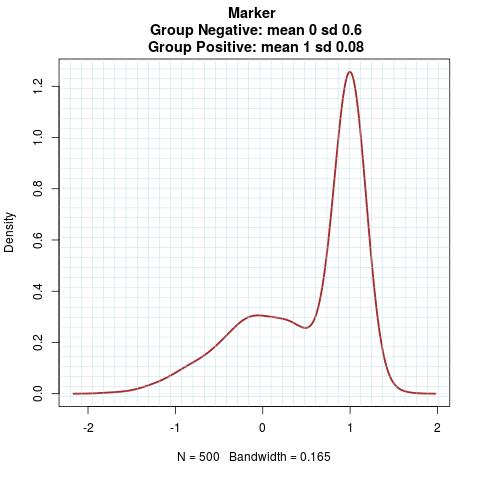 Marker
Group Negative: mean 0 sd 0.6
Group Positive: mean 1 sd 0.08
1.2
1.0
0.8
0.6
0.4
0.2
0.0
Density
-2 -1 0 1 2
N = 500 Bandwidth = 0.165